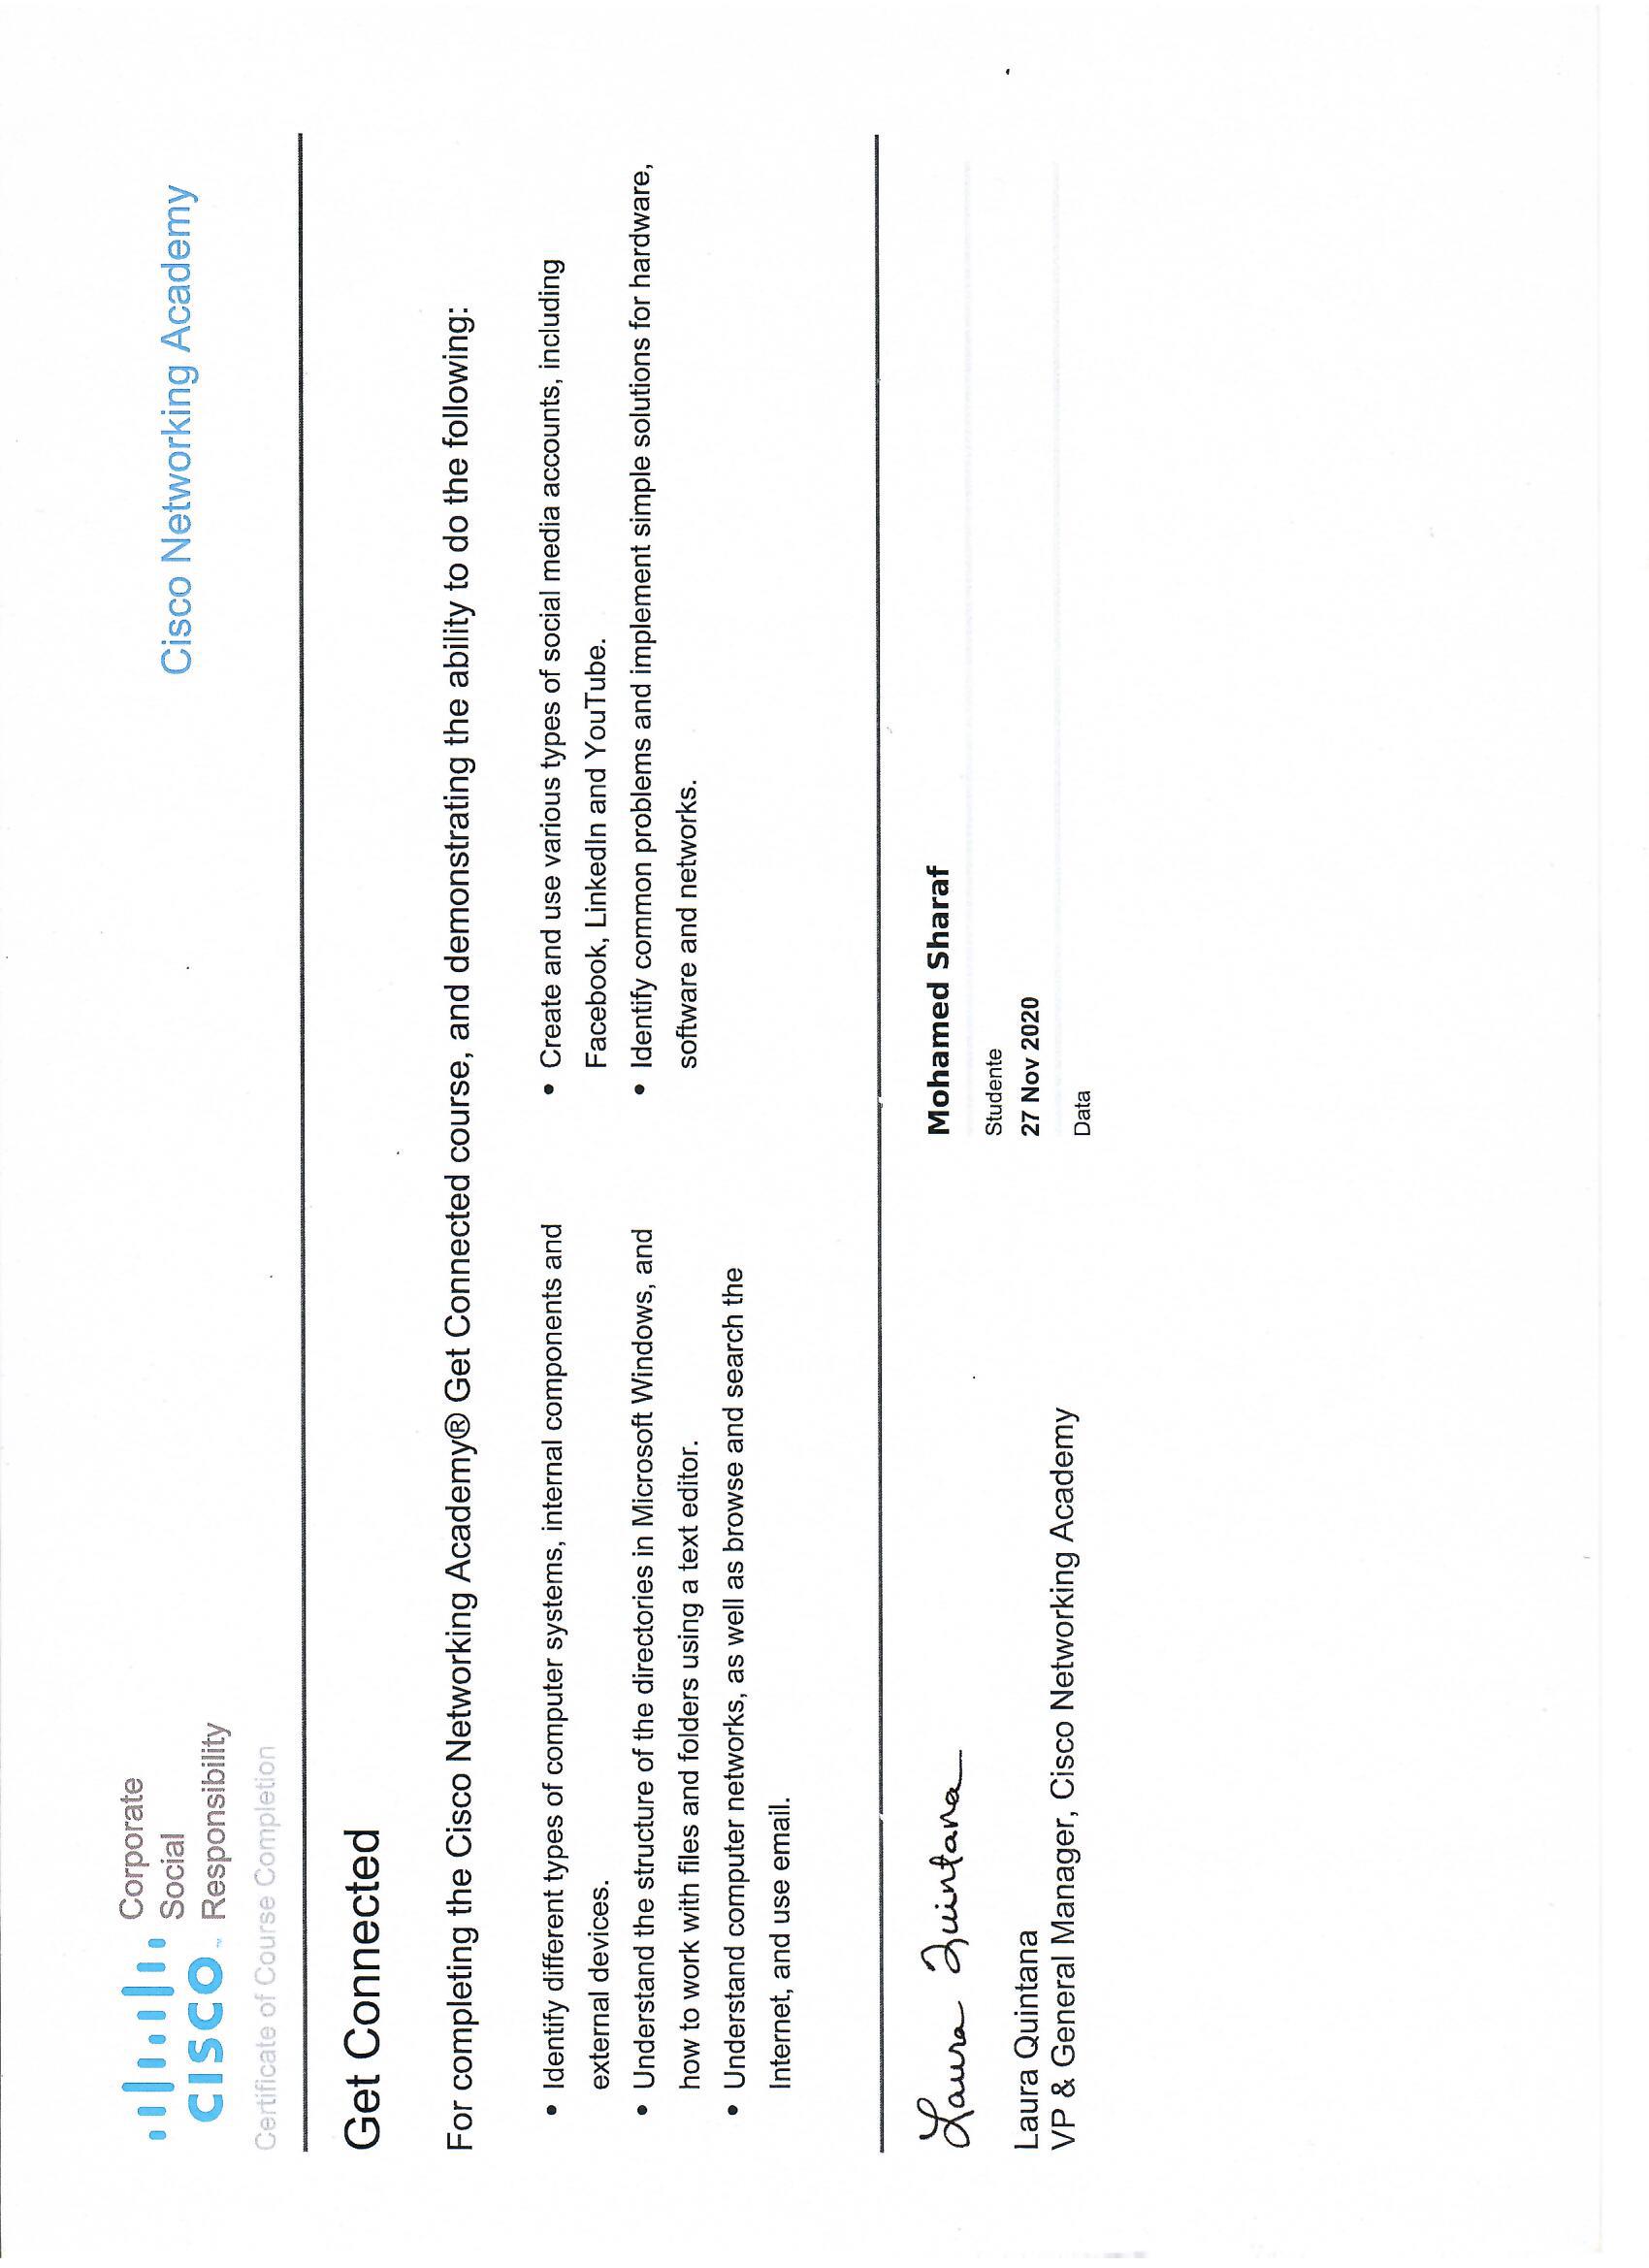 Corporate
Social
Responsibility
CISCO™
Cisco Networking Academy
Certificate of Course Completion
Get Connected
For completing the Cisco Networking Academy® Get Connected course, and demonstrating the ability to do the following:
• Identify different types of computer systems, internal components and
external devices.
• Understand the structure of the directories in Microsoft Windows, and
how to work with files and folders using a text editor.
• Understand computer networks, as well as browse and search the
Internet, and use email.
• Create and use various types of social media accounts, including
Facebook, LinkedIn and YouTube.
• Identify common problems and implement simple solutions for hardware,
software and networks.
Laura Quintana
Laura Quintana
VP & General Manager, Cisco Networking Academy
Mohamed Sharaf
Studente
27 Nov 2020
Data